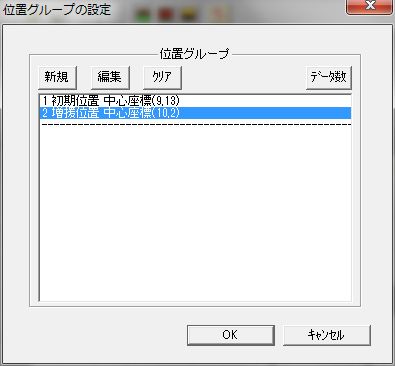 位置グループの設定
位置グループ
新規 編集 クリア データ数
1 初期位置 中心座標(9,13)
2 増援位置 中心座標(10,2)
OK キャンセル